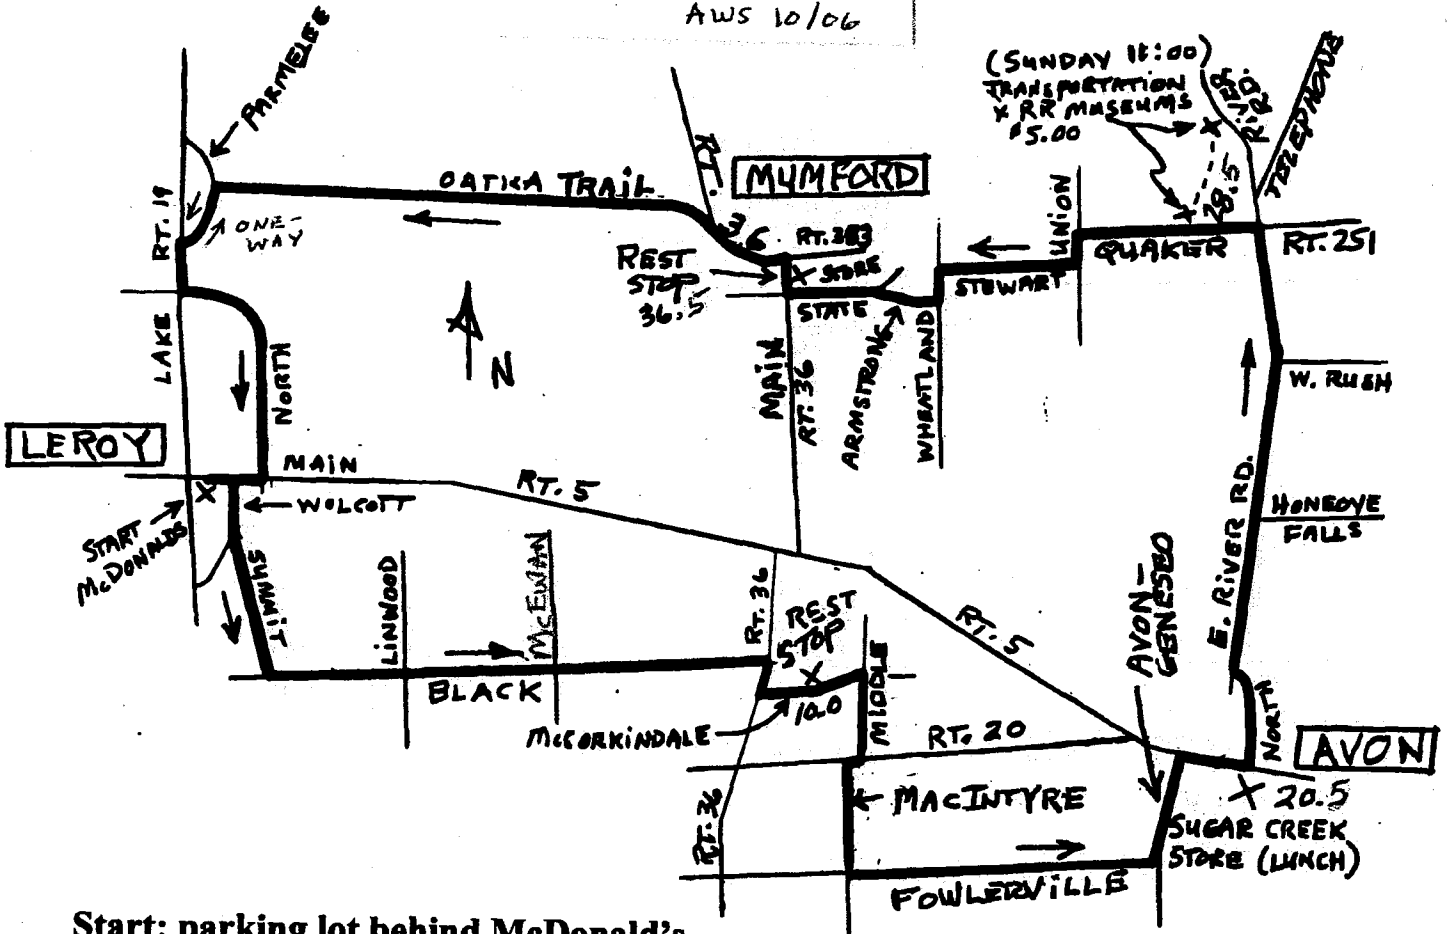 AWS 10/06
PARMELEE
(SUNDAY 11:00)
TRANSPORTATION
& RR MUSEUMS
$5.00
RIVER
RD.
TELEPHONE
28.5
RT. 19
ONE-
WAY
OATKA TRAIL
RT.
MUMFORD
RT. 383
STORE
REST
STOP
36.5
STATE
ARMSTRONG
WHEATLAND
STEWART
UNION
QUAKER
RT. 251
LAKE
NORTH
N
MAIN
RT. 36
W. RUSH
LEROY
MAIN
RT. 5
WOLCOTT
START
McDONALDS
SUMMIT
LINWOOD
McEWAN
BLACK
RT. 36
REST
STOP
10.0
McCORKINDALE
MIDDLE
RT. 5
RT. 20
AVON-
GENESEO
E. RIVER RD.
HONEOYE
FALLS
NORTH
AVON
RT. 36
MACINTYRE
FOWLERVILLE
20.5
SUGAR CREEK
STORE (LUNCH)
Start: parking lot behind McDonald's